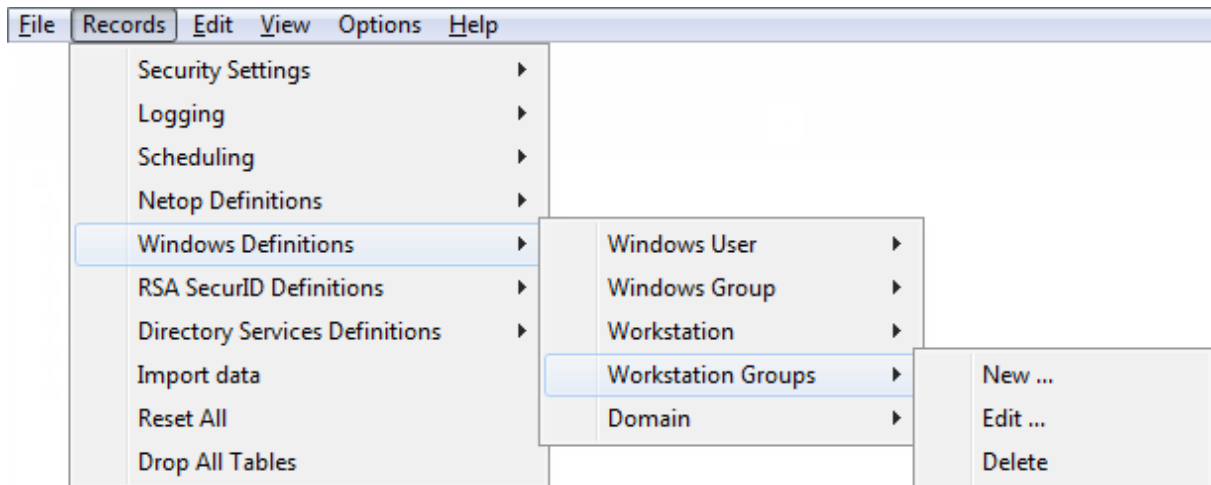 File Records Edit View Options Help
Security Settings
Logging
Scheduling
Netop Definitions
Windows Definitions
RSA SecurID Definitions
Directory Services Definitions
Import data
Reset All
Drop All Tables
Windows User
Windows Group
Workstation
Workstation Groups
Domain
New ...
Edit ...
Delete